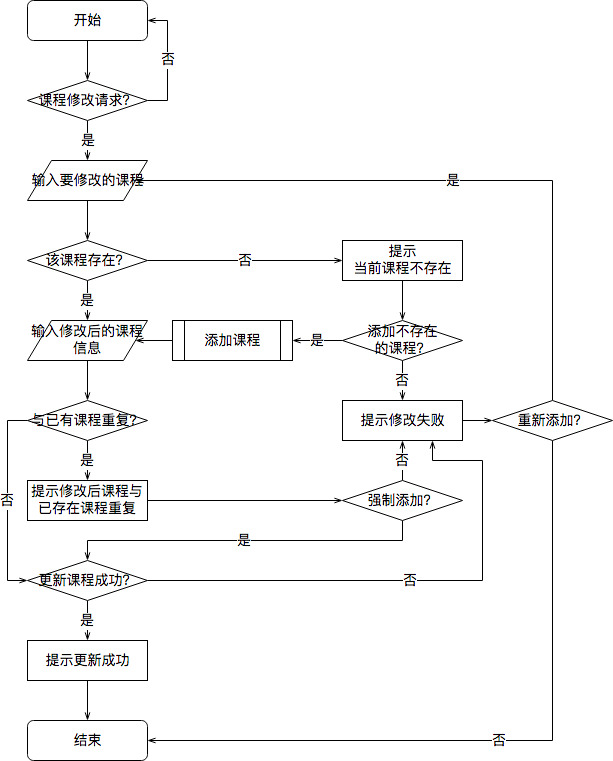 开始
否
课程修改请求?
是
输入要修改的课程
是
该课程存在?
否
提示
当前课程不存在
是
输入修改后的课程
信息
添加课程
是
添加不存在
的课程?
否
与已有课程重复?
提示修改失败
重新添加?
是
否
否
提示修改后课程与
已存在课程重复
强制添加?
是
更新课程成功?
否
是
提示更新成功
结束
否